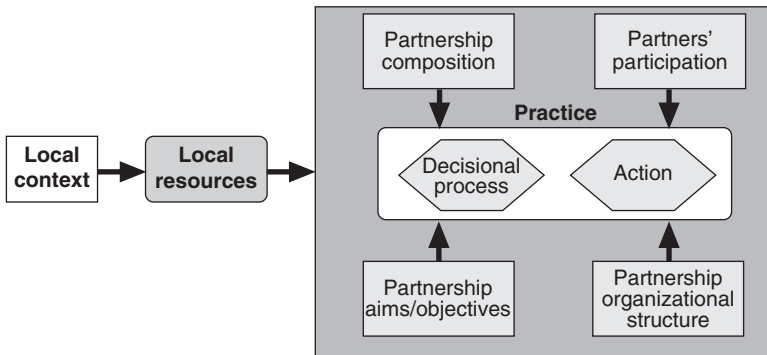 Partnership
composition
Partners'
participation
Practice
Local
context
Local
resources
Decisional
process
Action
Partnership
aims/objectives
Partnership
organizational
structure